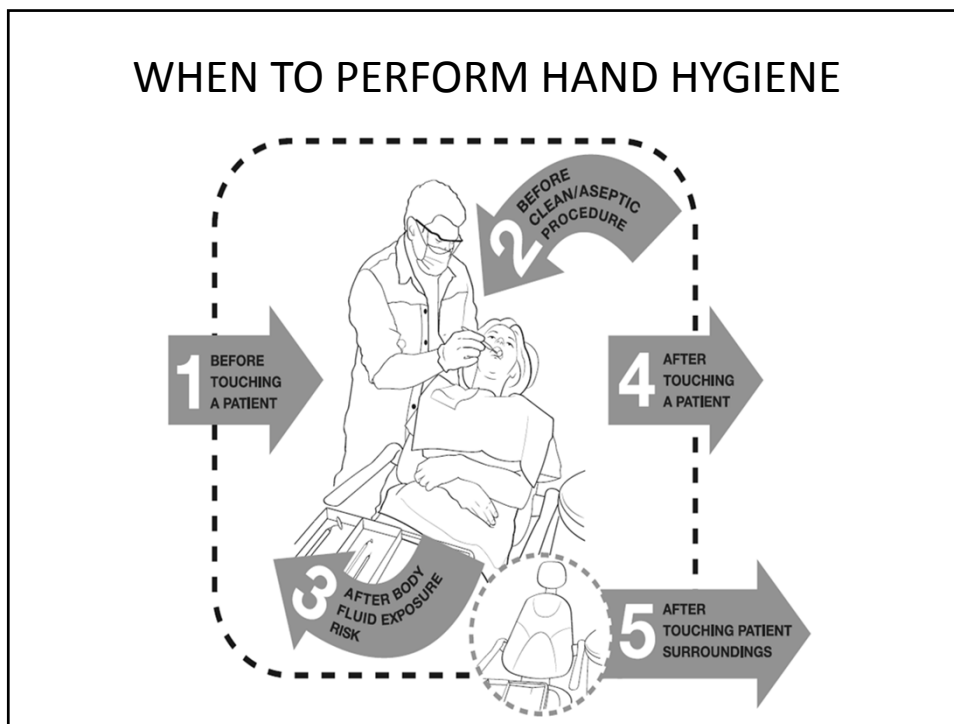 WHEN TO PERFORM HAND HYGIENE
1
BEFORE
TOUCHING
A PATIENT
2
BEFORE
CLEAN/ASEPTIC
PROCEDURE
3
AFTER BODY
FLUID EXPOSURE
RISK
4
AFTER
TOUCHING
A PATIENT
5
AFTER
TOUCHING PATIENT
SURROUNDINGS